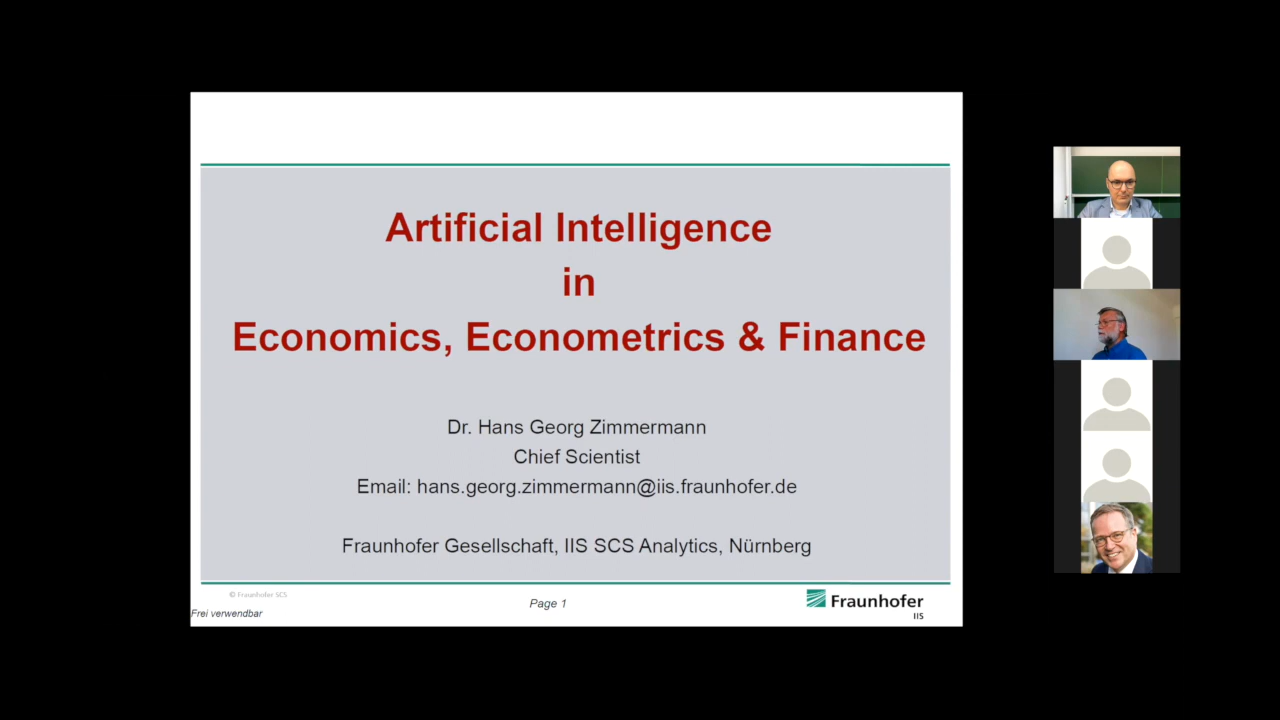 Artificial Intelligence
in
Economics, Econometrics & Finance
Dr. Hans Georg Zimmermann
Chief Scientist
Email: hans.georg.zimmermann@iis.fraunhofer.de
Fraunhofer Gesellschaft, IIS SCS Analytics, Nürnberg
© Fraunhofer SCS
Frei verwendbar
Page 1
Fraunhofer
IIS